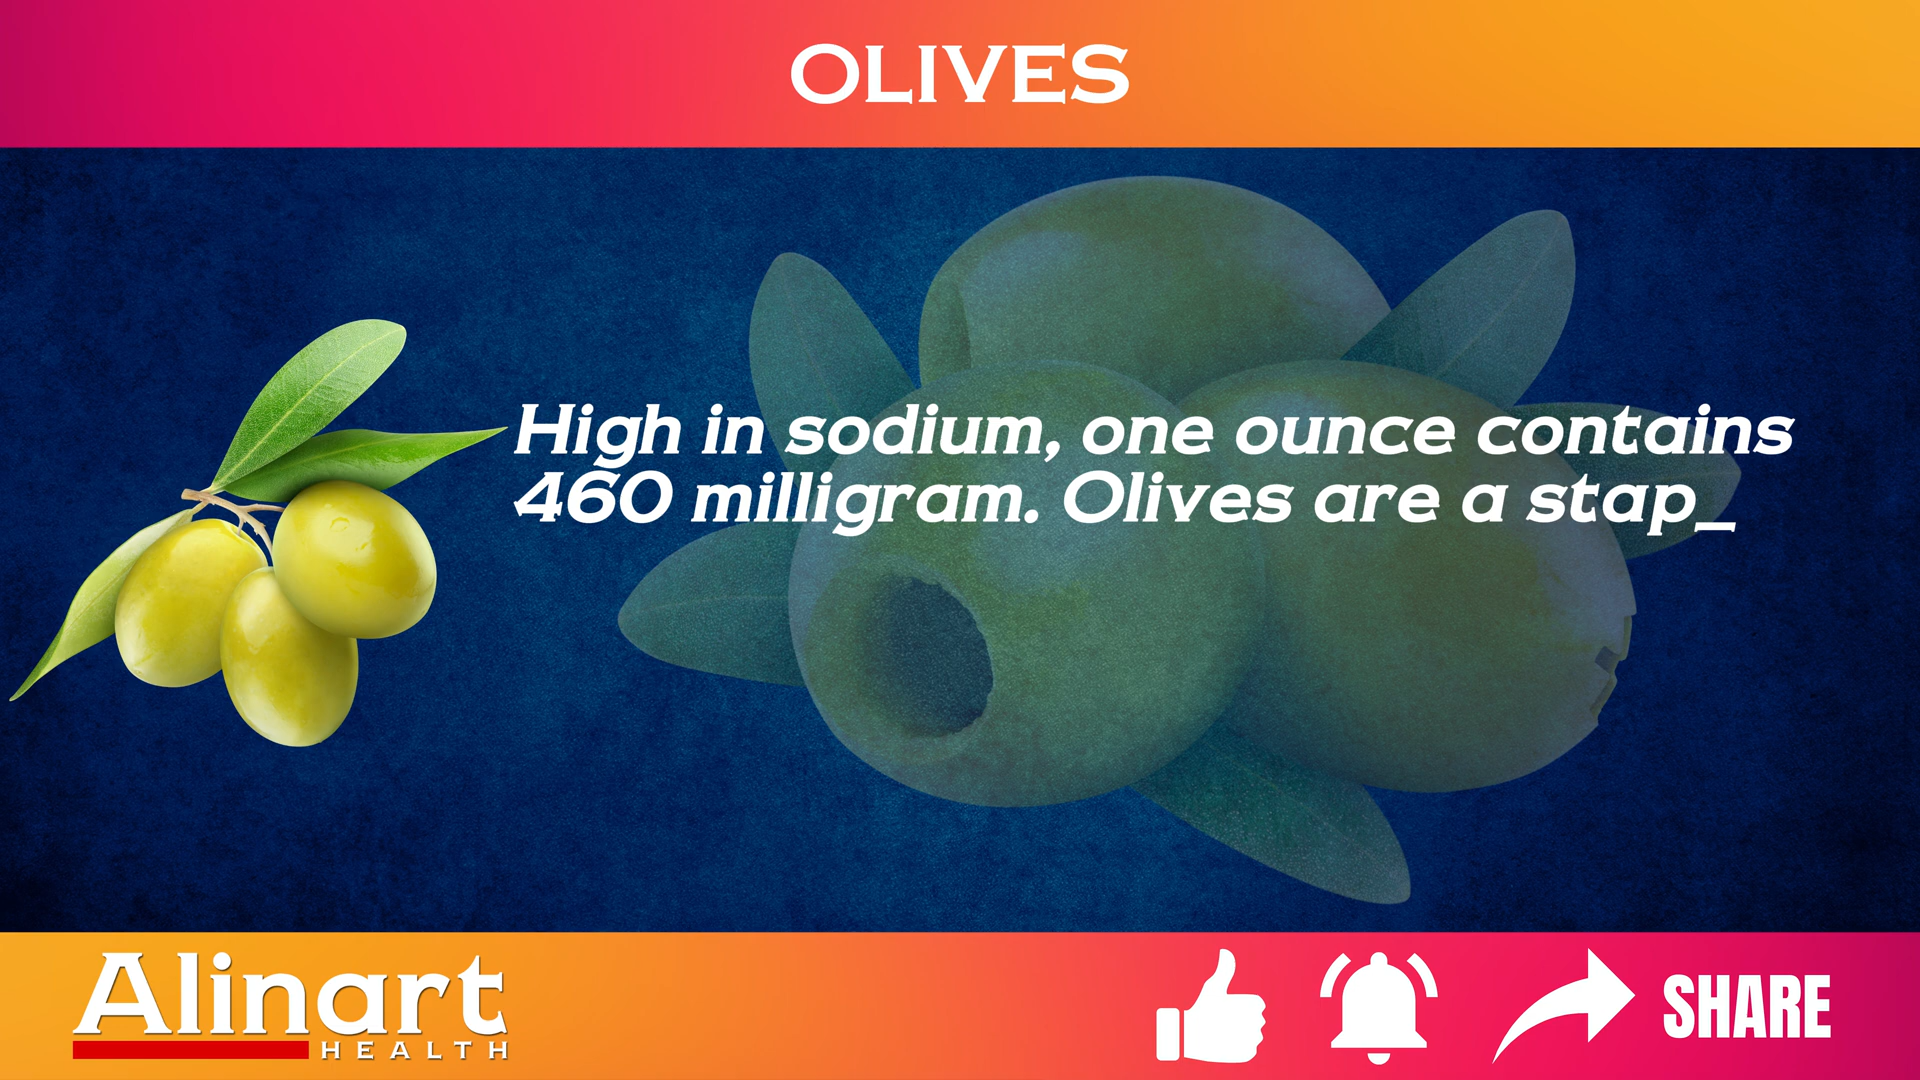 OLIVES
High in sodium, one ounce contains
460 milligram. Olives are a stap_
Alinart
HEALTH
SHARE